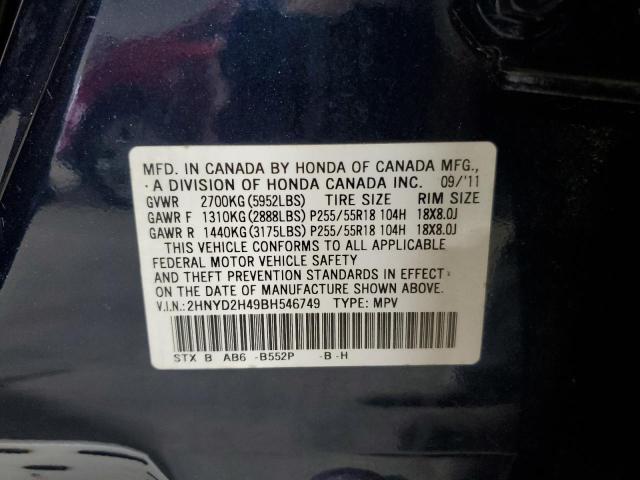 MFD. IN CANADA BY HONDA OF CANADA MFG.,
A DIVISION OF HONDA CANADA INC. 09/'11
GVWR 2700KG(5952LBS) TIRE SIZE RIM SIZE
GAWR F 1310KG(2888LBS) P255/55R18 104H 18X8.0J
GAWR R 1440KG(3175LBS) P255/55R18 104H 18X8.0J
THIS VEHICLE CONFORMS TO ALL APPLICABLE
FEDERAL MOTOR VEHICLE SAFETY
AND THEFT PREVENTION STANDARDS IN EFFECT
ON THE DATE OF MANUFACTURE SHOWN ABOVE.
V.I.N.: 2HNYD2H49BH546749 TYPE: MPV
STX B AB6 -B552P -B -H